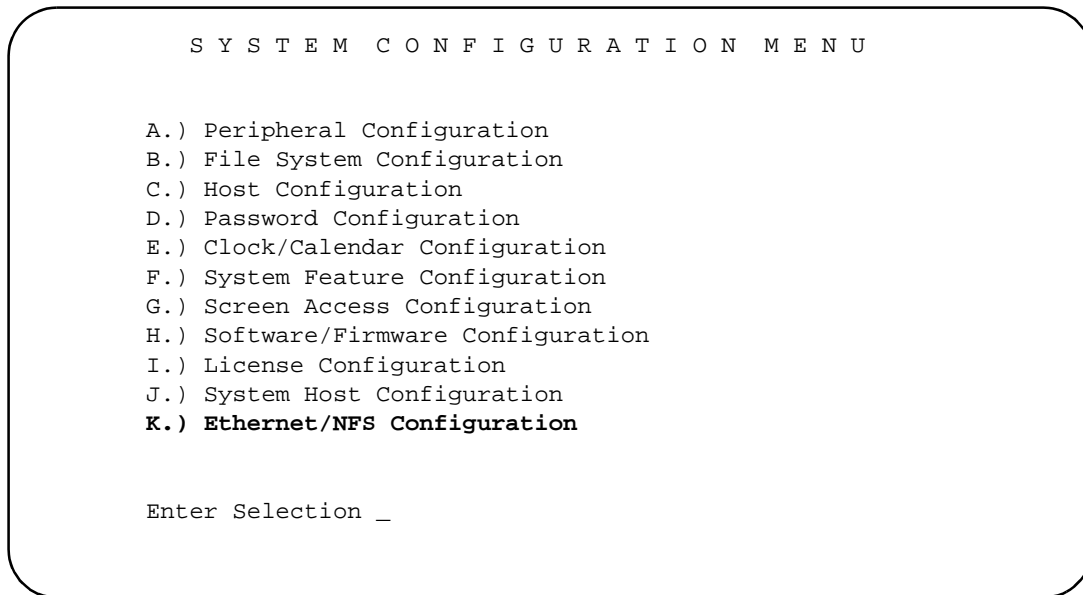 S Y S T E M  C O N F I G U R A T I O N  M E N U
A.) Peripheral Configuration
B.) File System Configuration
C.) Host Configuration
D.) Password Configuration
E.) Clock/Calendar Configuration
F.) System Feature Configuration
G.) Screen Access Configuration
H.) Software/Firmware Configuration
I.) License Configuration
J.) System Host Configuration
K.) Ethernet/NFS Configuration
Enter Selection _